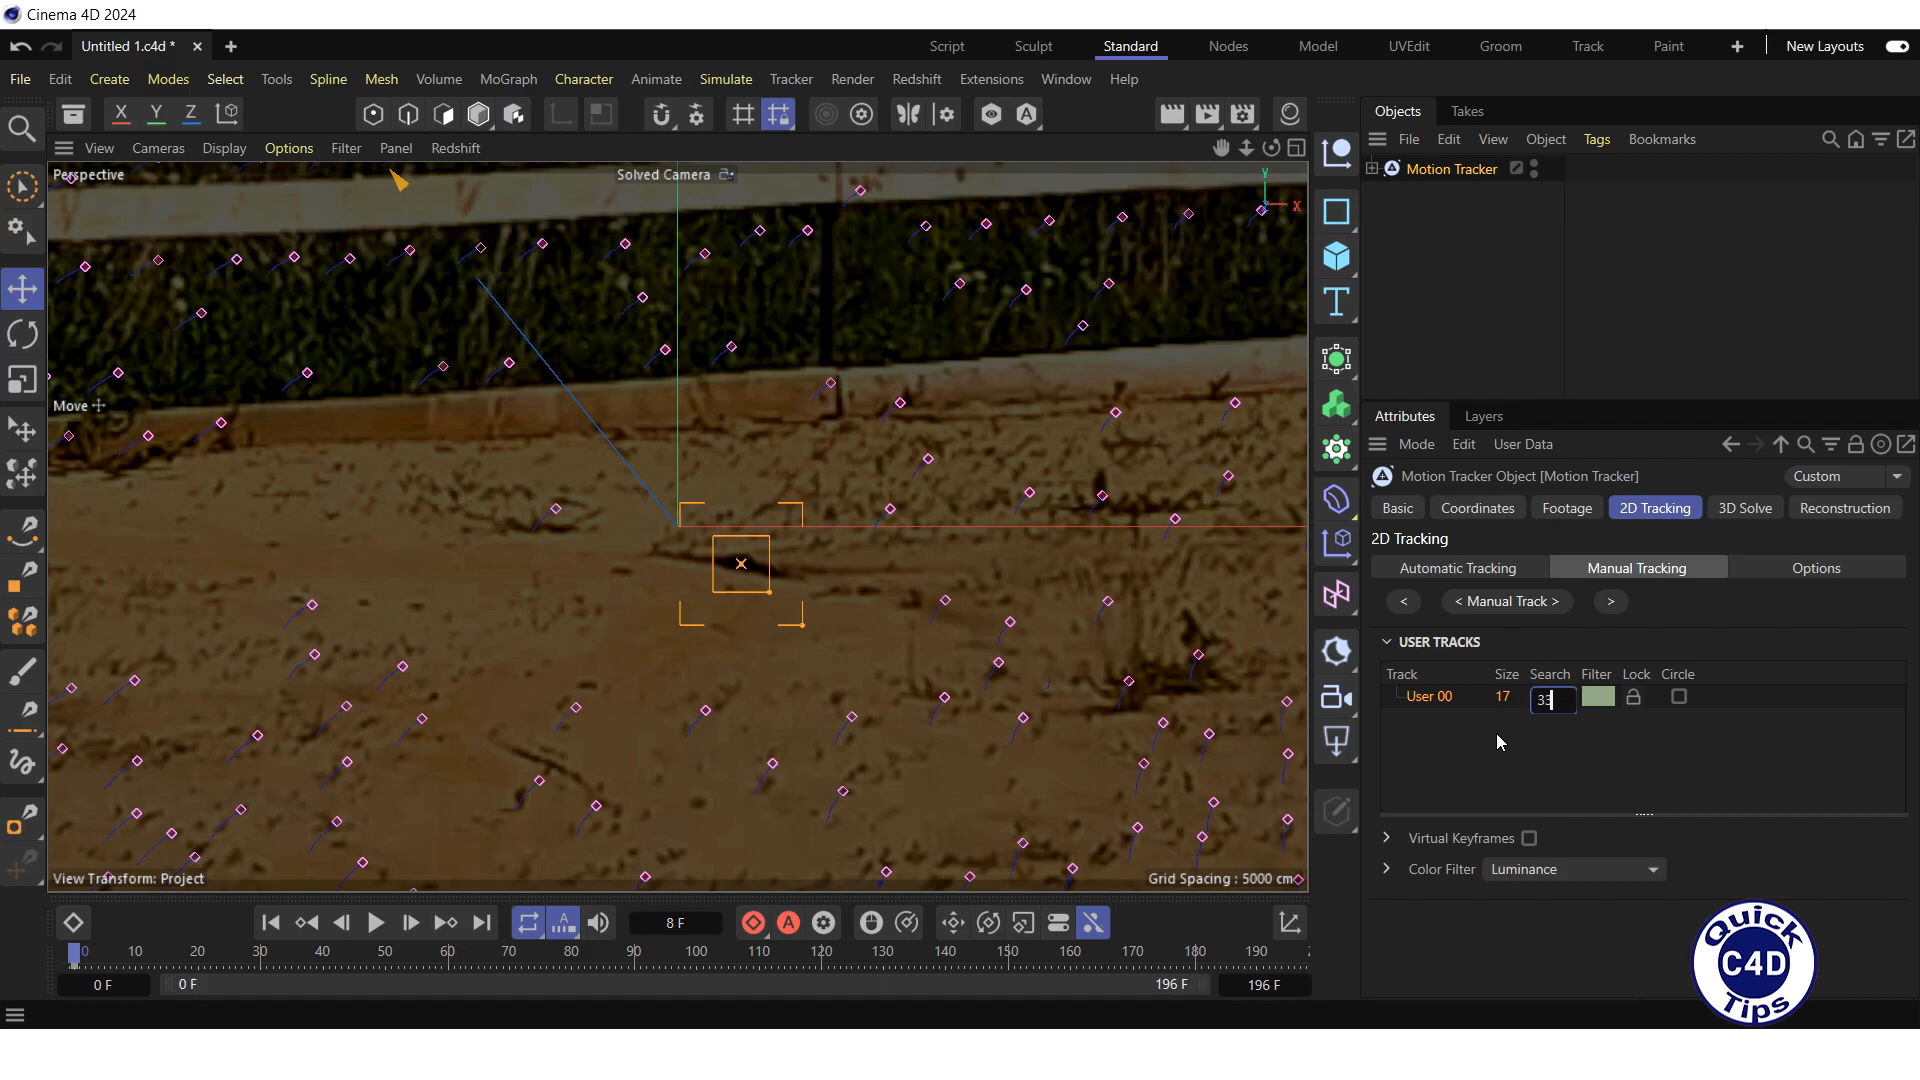 Cinema 4D 2024
Untitled 1.c4d *
Script Sculpt Standard Nodes Model UVEdit Groom Track Paint New Layouts
File Edit Create Modes Select Tools Spline Mesh Volume MoGraph Character Animate Simulate Tracker Render Redshift Extensions Window Help
X Y Z
Objects Takes
View Cameras Display Options Filter Panel Redshift
File Edit View Object Tags Bookmarks
Perspective
Solved Camera
Y
X
Motion Tracker
Move
Attributes Layers
Mode Edit User Data
Motion Tracker Object [Motion Tracker]
Custom
Basic Coordinates Footage 2D Tracking 3D Solve Reconstruction
2D Tracking
Automatic Tracking Manual Tracking Options
< < Manual Track > >
USER TRACKS
Track Size Search Filter Lock Circle
User 00 17 33
Virtual Keyframes
Color Filter Luminance
View Transform: Project
Grid Spacing : 5000 cm
8 F
0 10 20 30 40 50 60 70 80 90 100 110 120 130 140 150 160 170 180 190
0 F 0 F 196 F 196 F
Quick
C4D
Tips